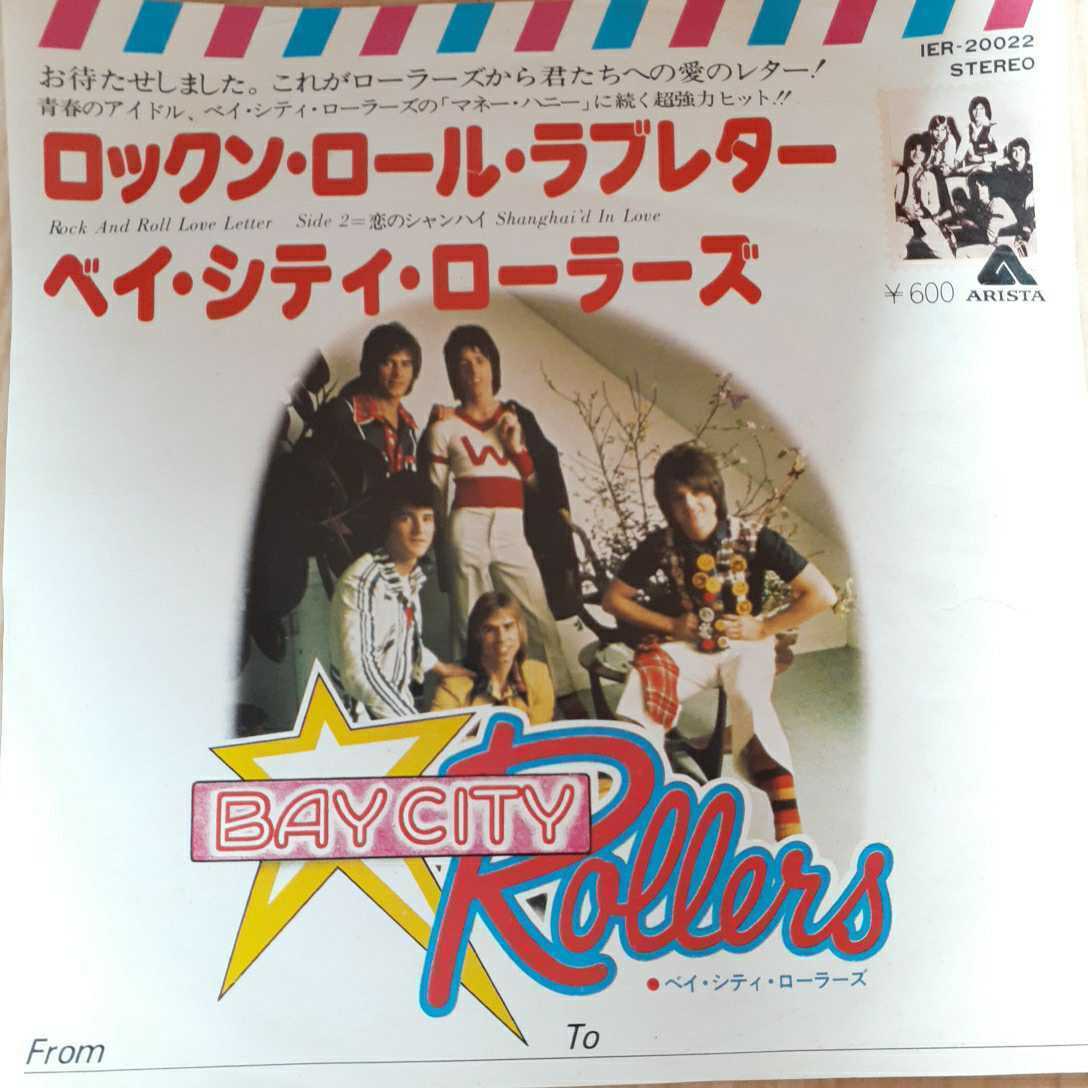 IER-20022
STEREO
お待たせしました。これがローラーズから君たちへの愛のレター!
青春のアイドル、ベイ・シティ・ローラーズの「マネー・ハニー」に続く超強力ヒット!!
ロックン・ロール・ラブレター
Rock And Roll Love Letter Side 2=恋のシャンハイ Shanghai'd In Love
ベイ・シティ・ローラーズ
¥600 ARISTA
W
BAY CITY
Rollers
●ベイ・シティ・ローラーズ
From
To